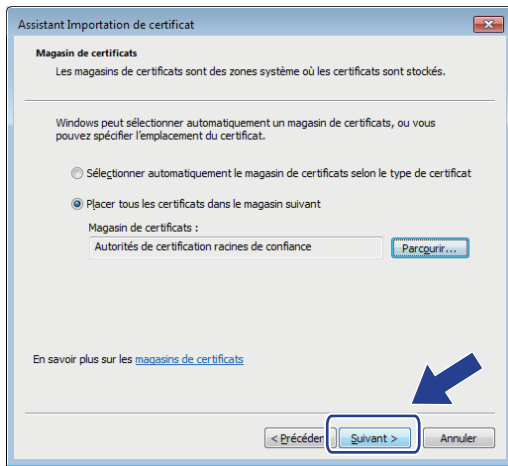 Assistant Importation de certificat
Magasin de certificats
Les magasins de certificats sont des zones système où les certificats sont stockés.
Windows peut sélectionner automatiquement un magasin de certificats, ou vous
pouvez spécifier l'emplacement du certificat.
Sélectionner automatiquement le magasin de certificats selon le type de certificat
Placer tous les certificats dans le magasin suivant
Magasin de certificats :
Autorités de certification racines de confiance
Parcourir...
En savoir plus sur les magasins de certificats
< Précéden
Suivant >
Annuler